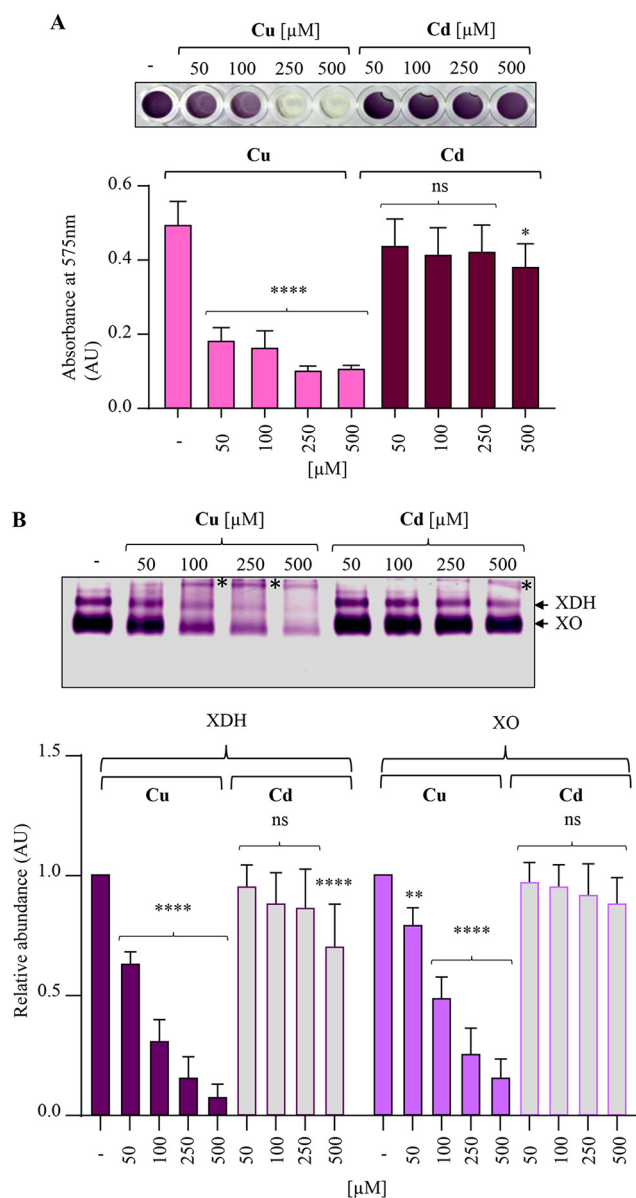 A
Cu [µM] Cd [µM]
- 50 100 250 500 50 100 250 500
Cu Cd
Absorbance at 575nm
(AU)
0.6
0.4
0.2
0.0
****
ns
*
- 50 100 250 500 50 100 250 500
[µM]
B
Cu [µM] Cd [µM]
- 50 100 250 500 50 100 250 500
* * *
XDH
XO
XDH XO
Cu Cd Cu Cd
Relative abundance (AU)
1.5
1.0
0.5
0.0
****
ns
****
**
****
ns
- 50 100 250 500 50 100 250 500 - 50 100 250 500 50 100 250 500
[µM]